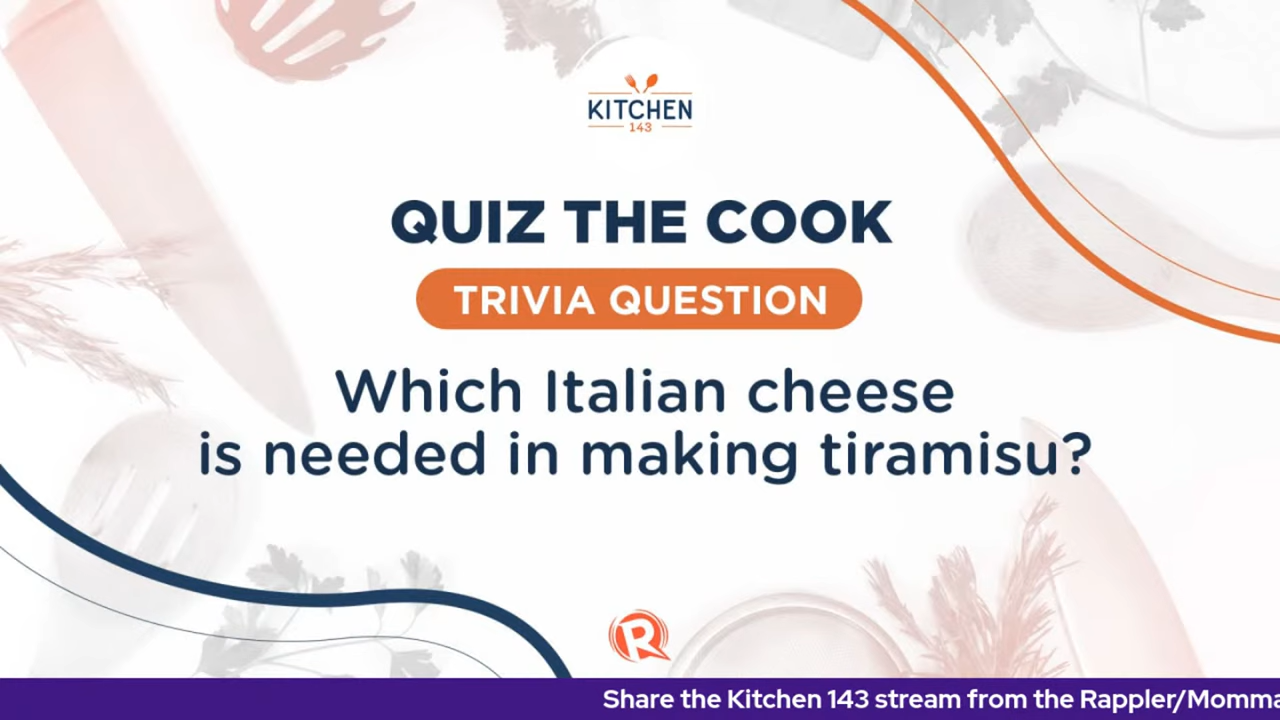 KITCHEN
143
QUIZ THE COOK
TRIVIA QUESTION
Which Italian cheese
is needed in making tiramisu?
R
Share the Kitchen 143 stream from the Rappler/Momma